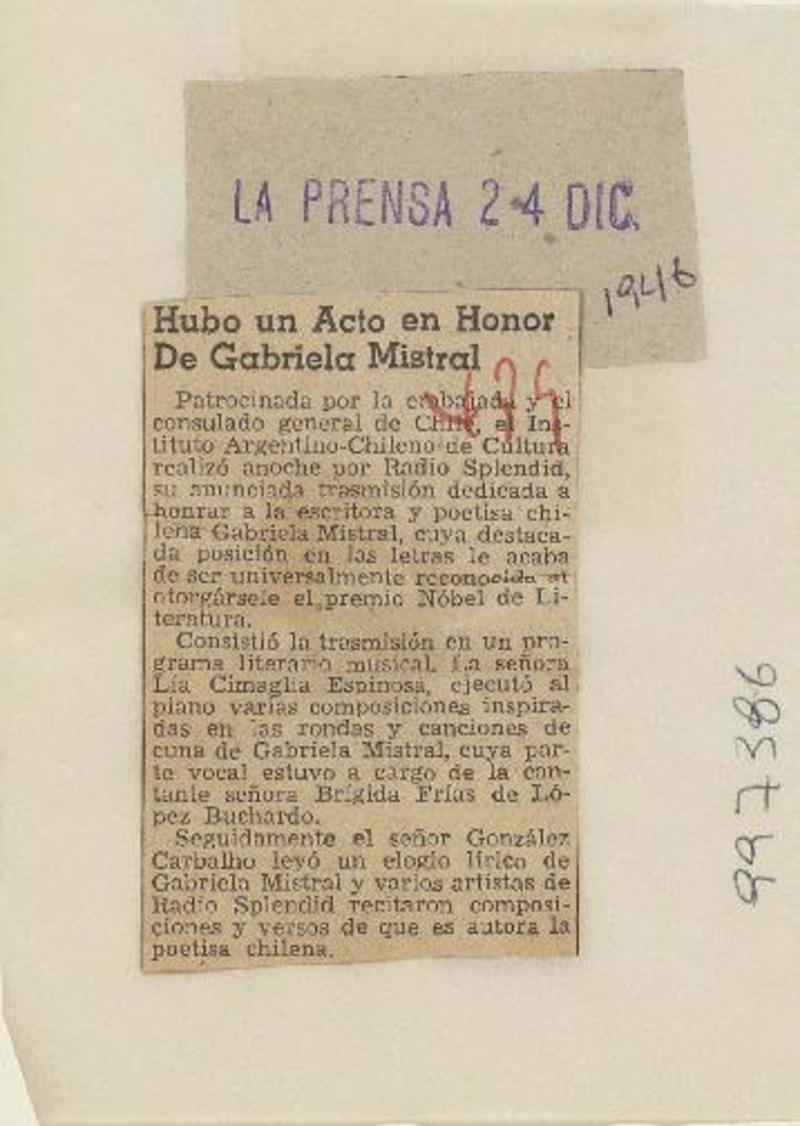 LA PRENSA 24 DIC.
1946
Hubo un Acto en Honor
De Gabriela Mistral
Patrocinada por la embajada y el
consulado general de Chile, el Ins-
tituto Argentino-Chileno de Cultura
realizó anoche por Radio Splendid,
su anunciada trasmisión dedicada a
honrar a la escritora y poetisa chi-
lena Gabriela Mistral, cuya destaca-
da posición en las letras le acaba
de ser universalmente reconocida al
otorgársele el premio Nóbel de Li-
teratura.
Consistió la trasmisión en un pro-
grama literario musical. La señora
Lía Cimaglia Espinosa, ejecutó al
piano varias composiciones inspira-
das en las rondas y canciones de
cuna de Gabriela Mistral, cuya par-
te vocal estuvo a cargo de la can-
tante señora Brígida Frías de Ló-
pez Buchardo.
Seguidamente el señor González
Carbalho leyó un elogio lírico de
Gabriela Mistral y varios artistas de
Radio Splendid recitaron composi-
ciones y versos de que es autora la
poetisa chilena.
997386